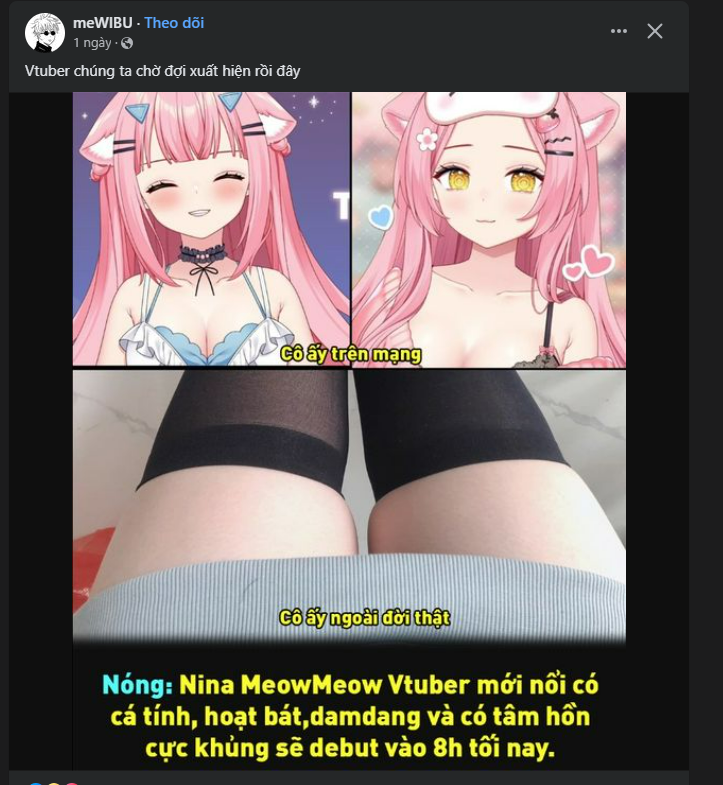 meWIBU · Theo dõi
1 ngày ·
Vtuber chúng ta chờ đợi xuất hiện rồi đây
T
Cô ấy trên mạng
Cô ấy ngoài đời thật
Nóng: Nina MeowMeow Vtuber mới nổi có
cá tính, hoạt bát,damdang và có tâm hồn
cực khủng sẽ debut vào 8h tối nay.